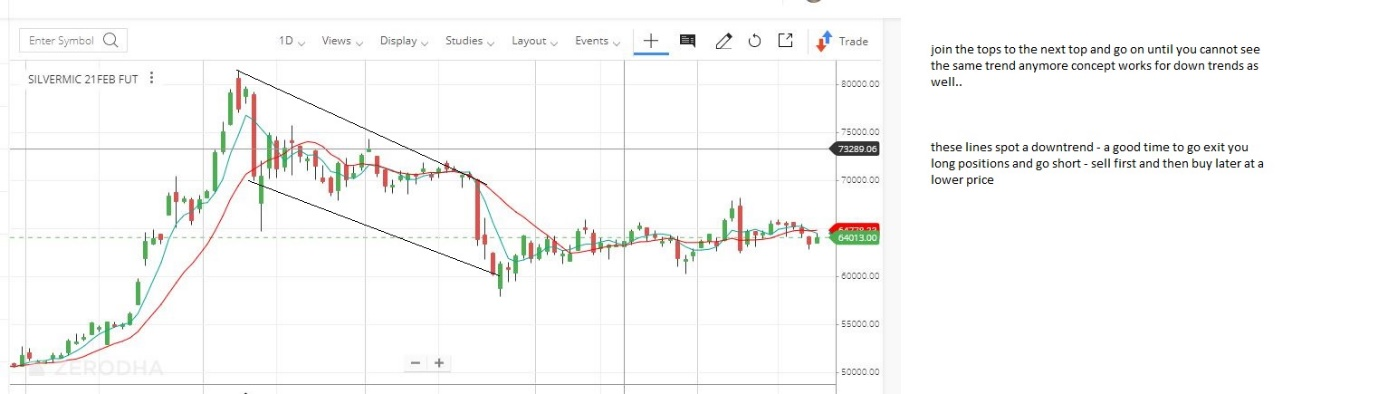 Enter Symbol
1D Views Display Studies Layout Events Trade
SILVERMIC 21FEB FUT
80000.00
75000.00
73289.06
70000.00
64013.00
60000.00
55000.00
50000.00
ZERODHA
join the tops to the next top and go on until you cannot see
the same trend anymore concept works for down trends as
well..
these lines spot a downtrend - a good time to go exit you
long positions and go short - sell first and then buy later at a
lower price